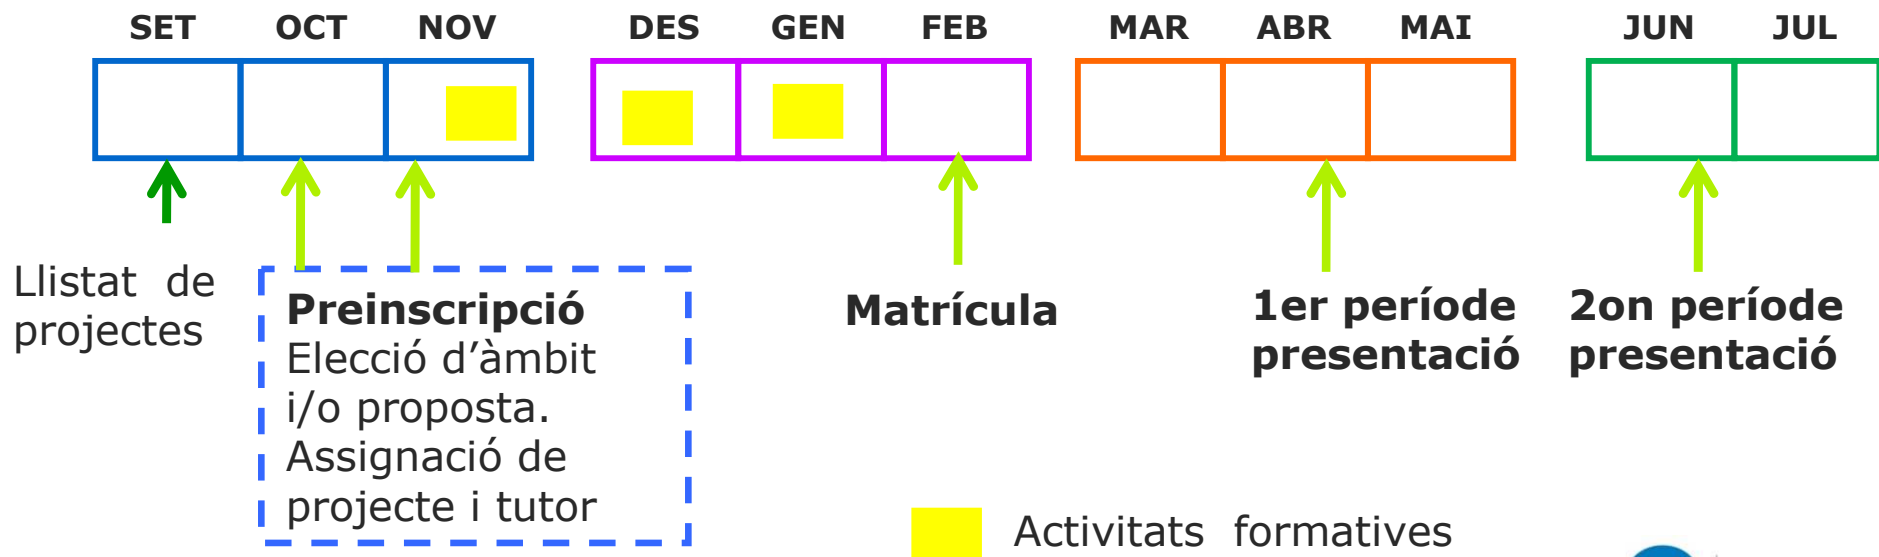 SET OCT NOV DES GEN FEB MAR ABR MAI JUN JUL
Llistat de
projectes
Preinscripció
Elecció d’àmbit
i/o proposta.
Assignació de
projecte i tutor
Matrícula
1er període
presentació
2on període
presentació
Activitats formatives